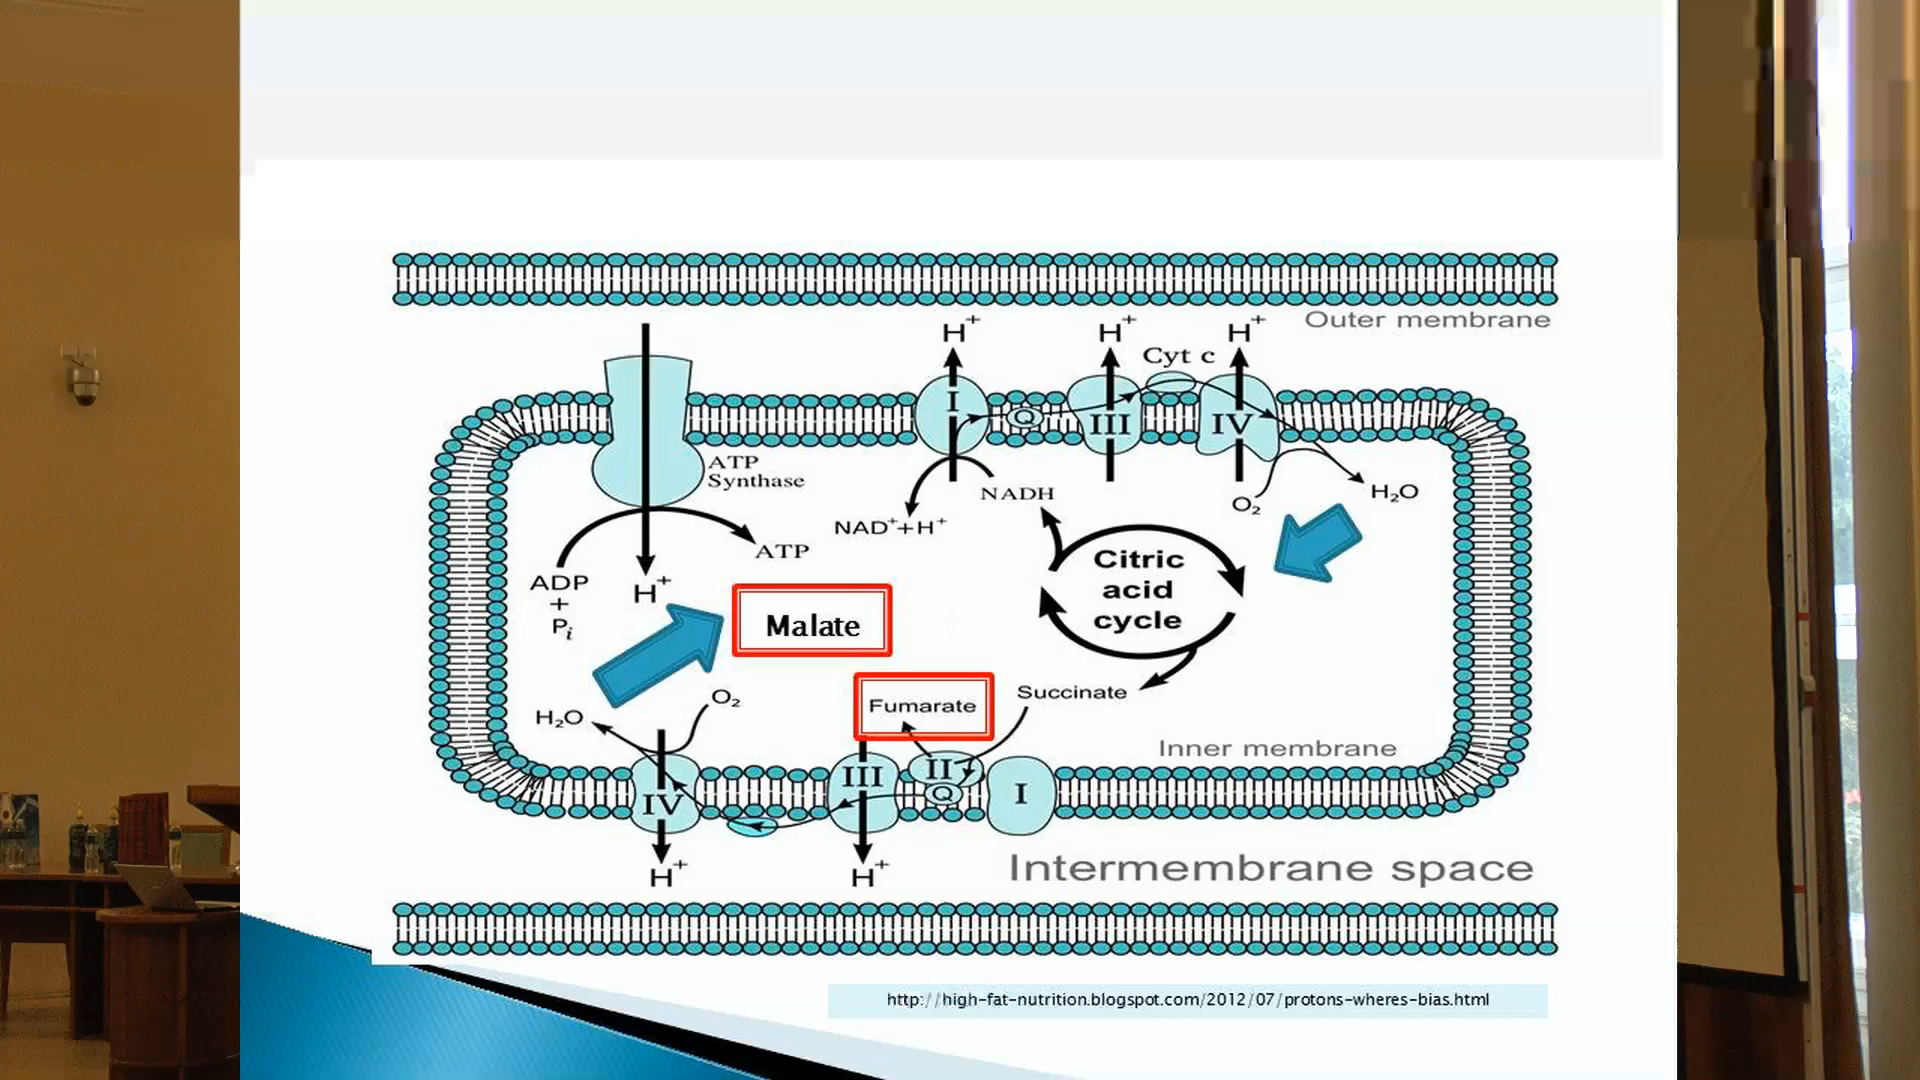 Outer membrane
H+
H+
H+
Cyt c
I
Q
III
IV
ATP
Synthase
NADH
H₂O
O₂
NAD⁺+H⁺
ATP
Citric
acid
cycle
ADP
+
Pi
H+
Malate
Succinate
Fumarate
O₂
H₂O
Inner membrane
II
III
Q
I
IV
Intermembrane space
H+
H+
http://high-fat-nutrition.blogspot.com/2012/07/protons-wheres-bias.html